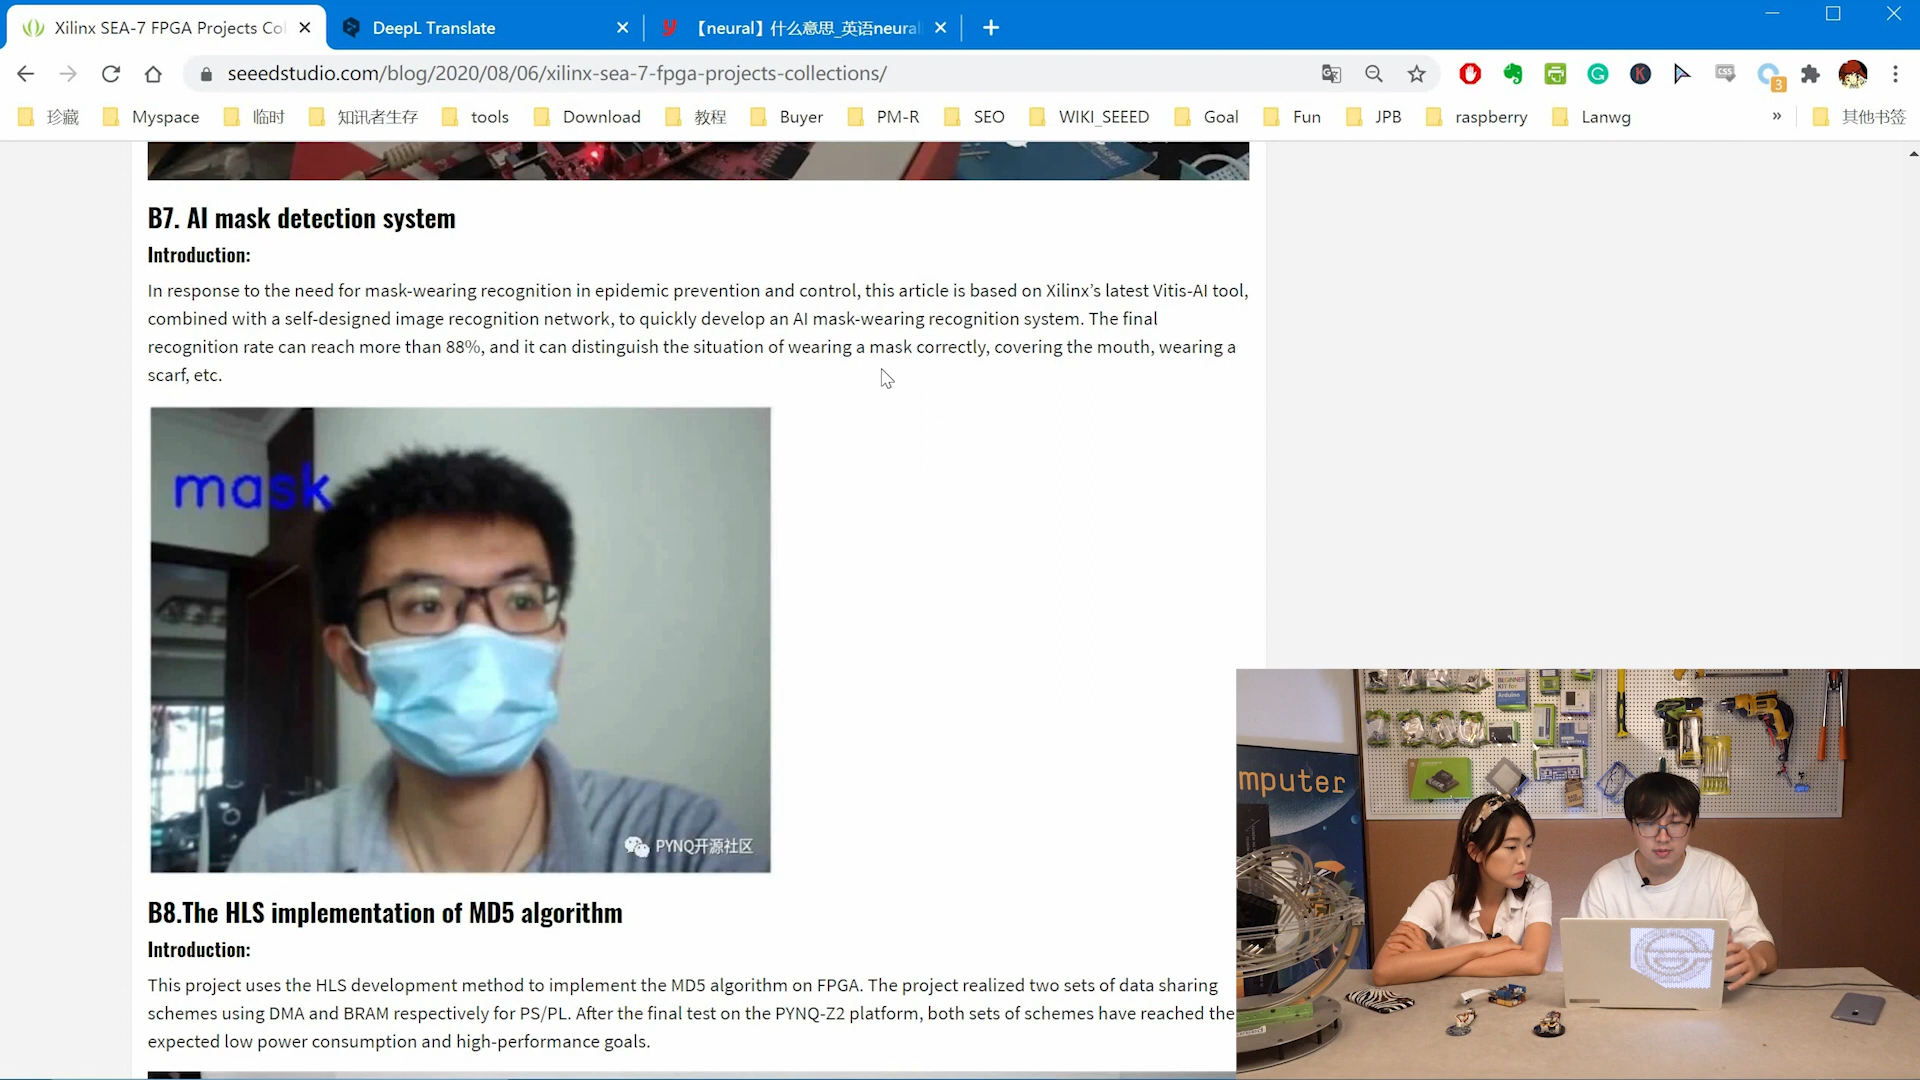 Xilinx SEA-7 FPGA Projects Co
DeepL Translate
【neural】什么意思_英语neural
seeedstudio.com/blog/2020/08/06/xilinx-sea-7-fpga-projects-collections/
珍藏
Myspace
临时
知讯者生存
tools
Download
教程
Buyer
PM-R
SEO
WIKI_SEEED
Goal
Fun
JPB
raspberry
Lanwg
»
其他书签
B7. AI mask detection system
Introduction:
In response to the need for mask-wearing recognition in epidemic prevention and control, this article is based on Xilinx’s latest Vitis-AI tool,
combined with a self-designed image recognition network, to quickly develop an AI mask-wearing recognition system. The final
recognition rate can reach more than 88%, and it can distinguish the situation of wearing a mask correctly, covering the mouth, wearing a
scarf, etc.
mask
PYNQ开源社区
B8.The HLS implementation of MD5 algorithm
Introduction:
This project uses the HLS development method to implement the MD5 algorithm on FPGA. The project realized two sets of data sharing
schemes using DMA and BRAM respectively for PS/PL. After the final test on the PYNQ-Z2 platform, both sets of schemes have reached the
expected low power consumption and high-performance goals.
mputer